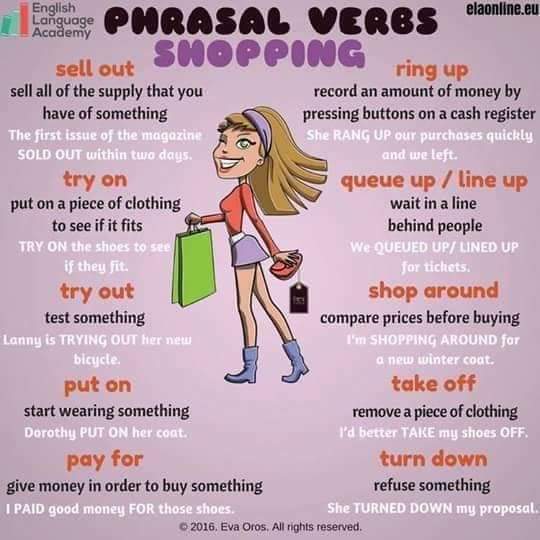 English
Language
Academy
elaonline.eu
PHRASAL VERBS
SHOPPING
sell out
sell all of the supply that you
have of something
The first issue of the magazine
SOLD OUT within two days.
try on
put on a piece of clothing
to see if it fits
TRY ON the shoes to see
if they fit.
try out
test something
Lanny is TRYING OUT her new
bicycle.
put on
start wearing something
Dorothy PUT ON her coat.
pay for
give money in order to buy something
I PAID good money FOR those shoes.
ring up
record an amount of money by
pressing buttons on a cash register
She RANG UP our purchases quickly
and we left.
queue up / line up
wait in a line
behind people
We QUEUED UP/ LINED UP
for tickets.
shop around
compare prices before buying
I'm SHOPPING AROUND for
a new winter coat.
take off
remove a piece of clothing
I'd better TAKE my shoes OFF.
turn down
refuse something
She TURNED DOWN my proposal.
© 2016. Eva Oros. All rights reserved.